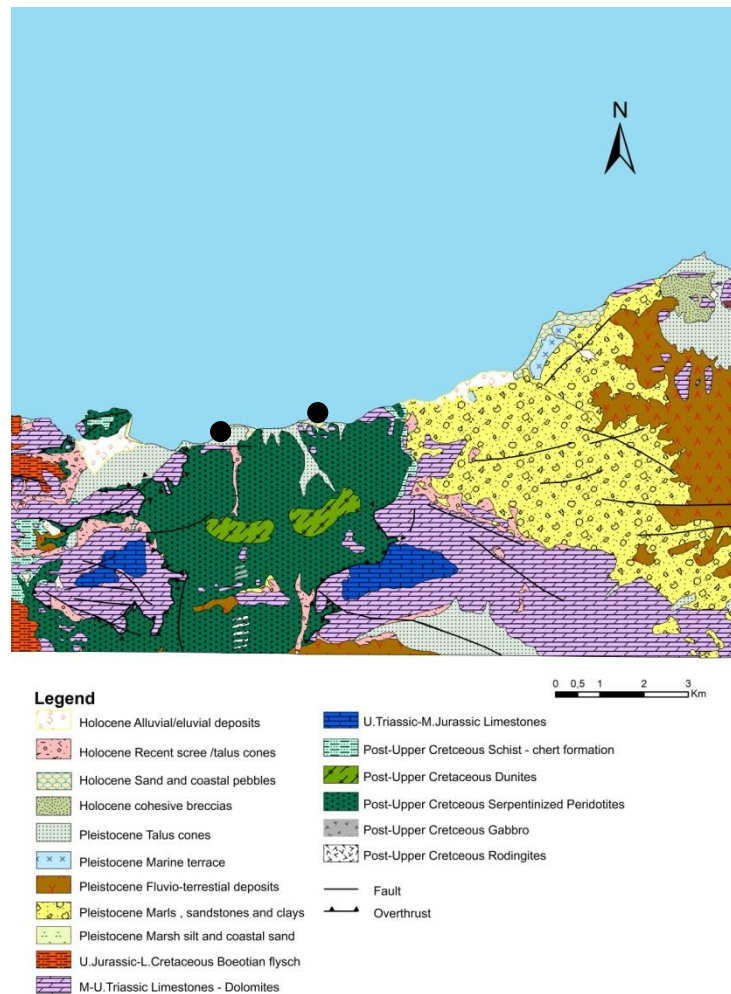 N
0 0,5 1 2 3
Km
Legend
Holocene Alluvial/eluvial deposits
Holocene Recent scree /talus cones
Holocene Sand and coastal pebbles
Holocene cohesive breccias
Pleistocene Talus cones
Pleistocene Marine terrace
Pleistocene Fluvio-terrestial deposits
Pleistocene Marls , sandstones and clays
Pleistocene Marsh silt and coastal sand
U.Jurassic-L.Cretaceous Boeotian flysch
M-U.Triassic Limestones - Dolomites
U.Triassic-M.Jurassic Limestones
Post-Upper Cretceous Schist - chert formation
Post-Upper Cretaceous Dunites
Post-Upper Cretceous Serpentinized Peridotites
Post-Upper Cretceous Gabbro
Post-Upper Cretceous Rodingites
Fault
Overthrust